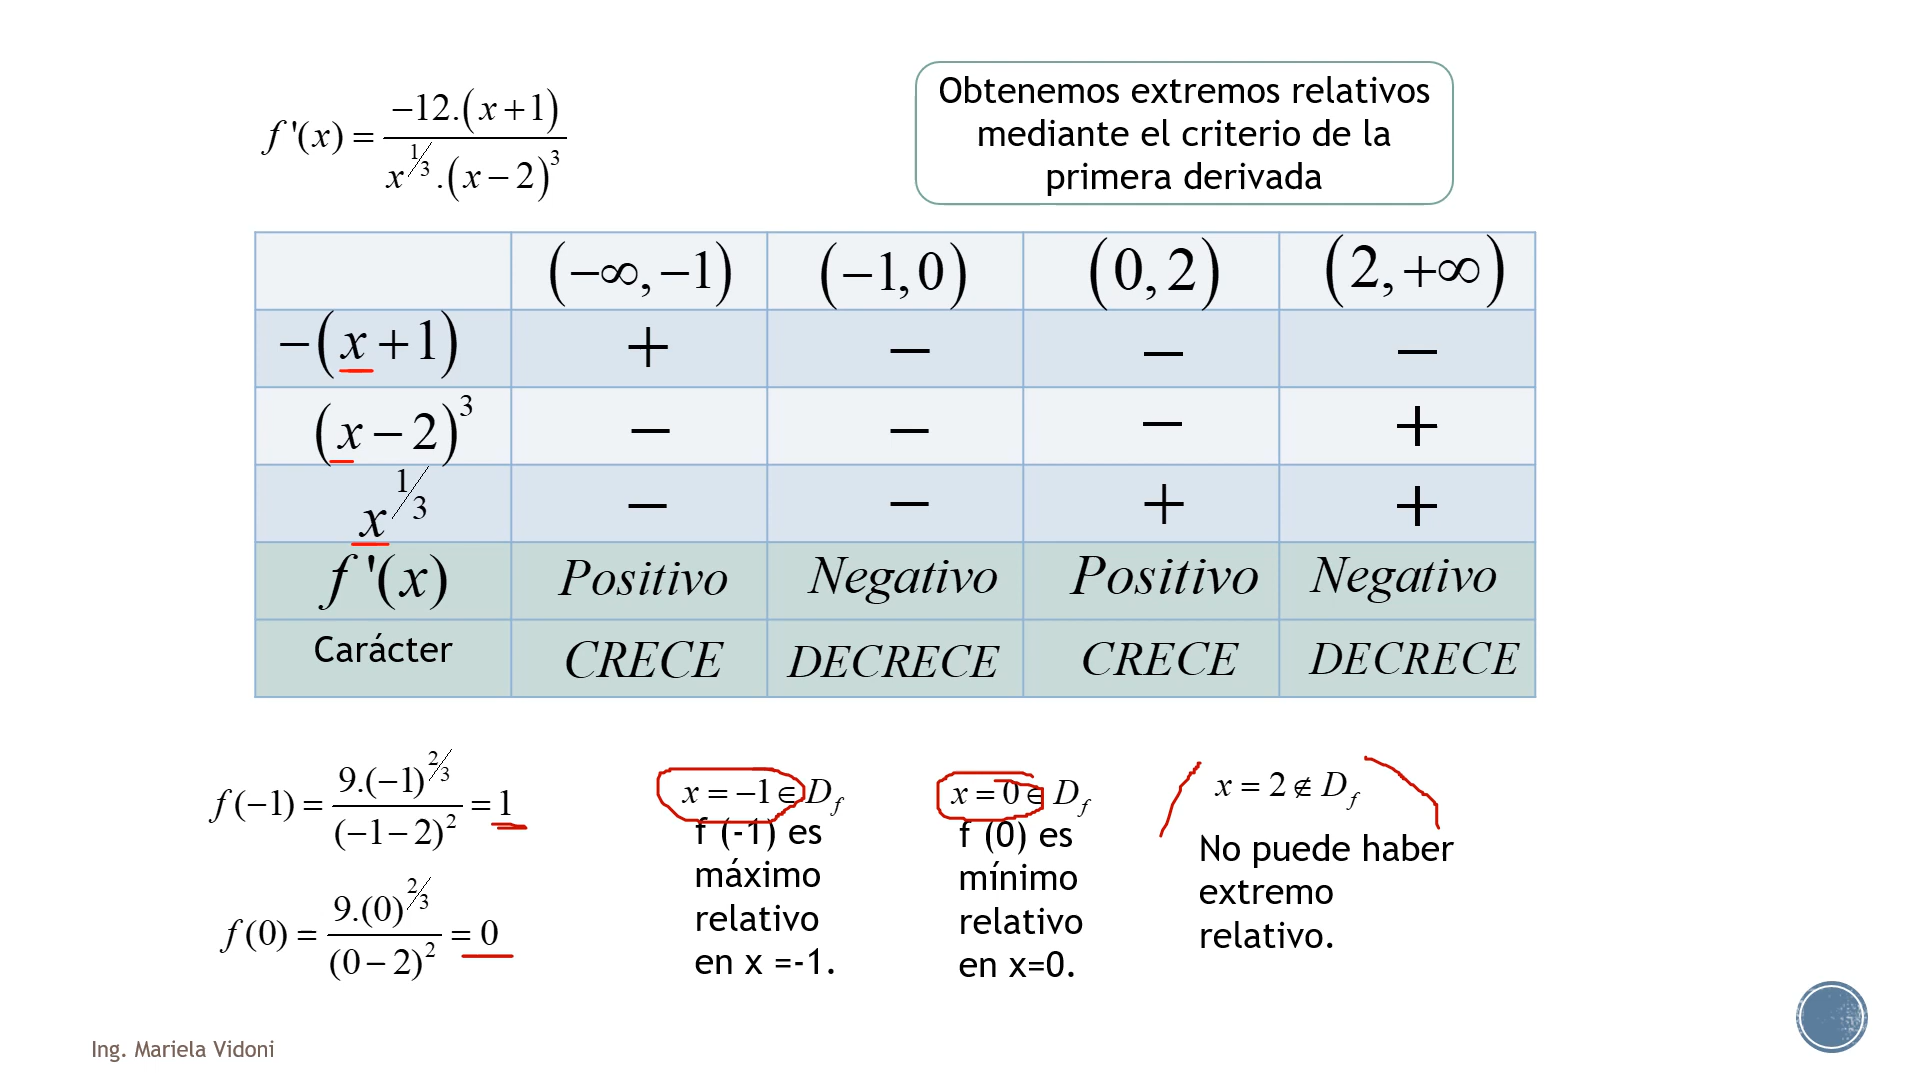 f '(x) = −12.(x + 1) / x^1/3 .(x − 2)^3
Obtenemos extremos relativos
mediante el criterio de la
primera derivada
(−∞, −1) (−1, 0) (0, 2) (2, +∞)
−(x + 1) + − − −
(x − 2)^3 − − − +
x^1/3 − − + +
f '(x) Positivo Negativo Positivo Negativo
Carácter CRECE DECRECE CRECE DECRECE
f (−1) = 9.(−1)^2/3 / (−1 − 2)^2 = 1
f (0) = 9.(0)^2/3 / (0 − 2)^2 = 0
x = −1 ∈ D_f
f (-1) es
máximo
relativo
en x =-1.
x = 0 ∈ D_f
f (0) es
mínimo
relativo
en x=0.
x = 2 ∉ D_f
No puede haber
extremo
relativo.
Ing. Mariela Vidoni